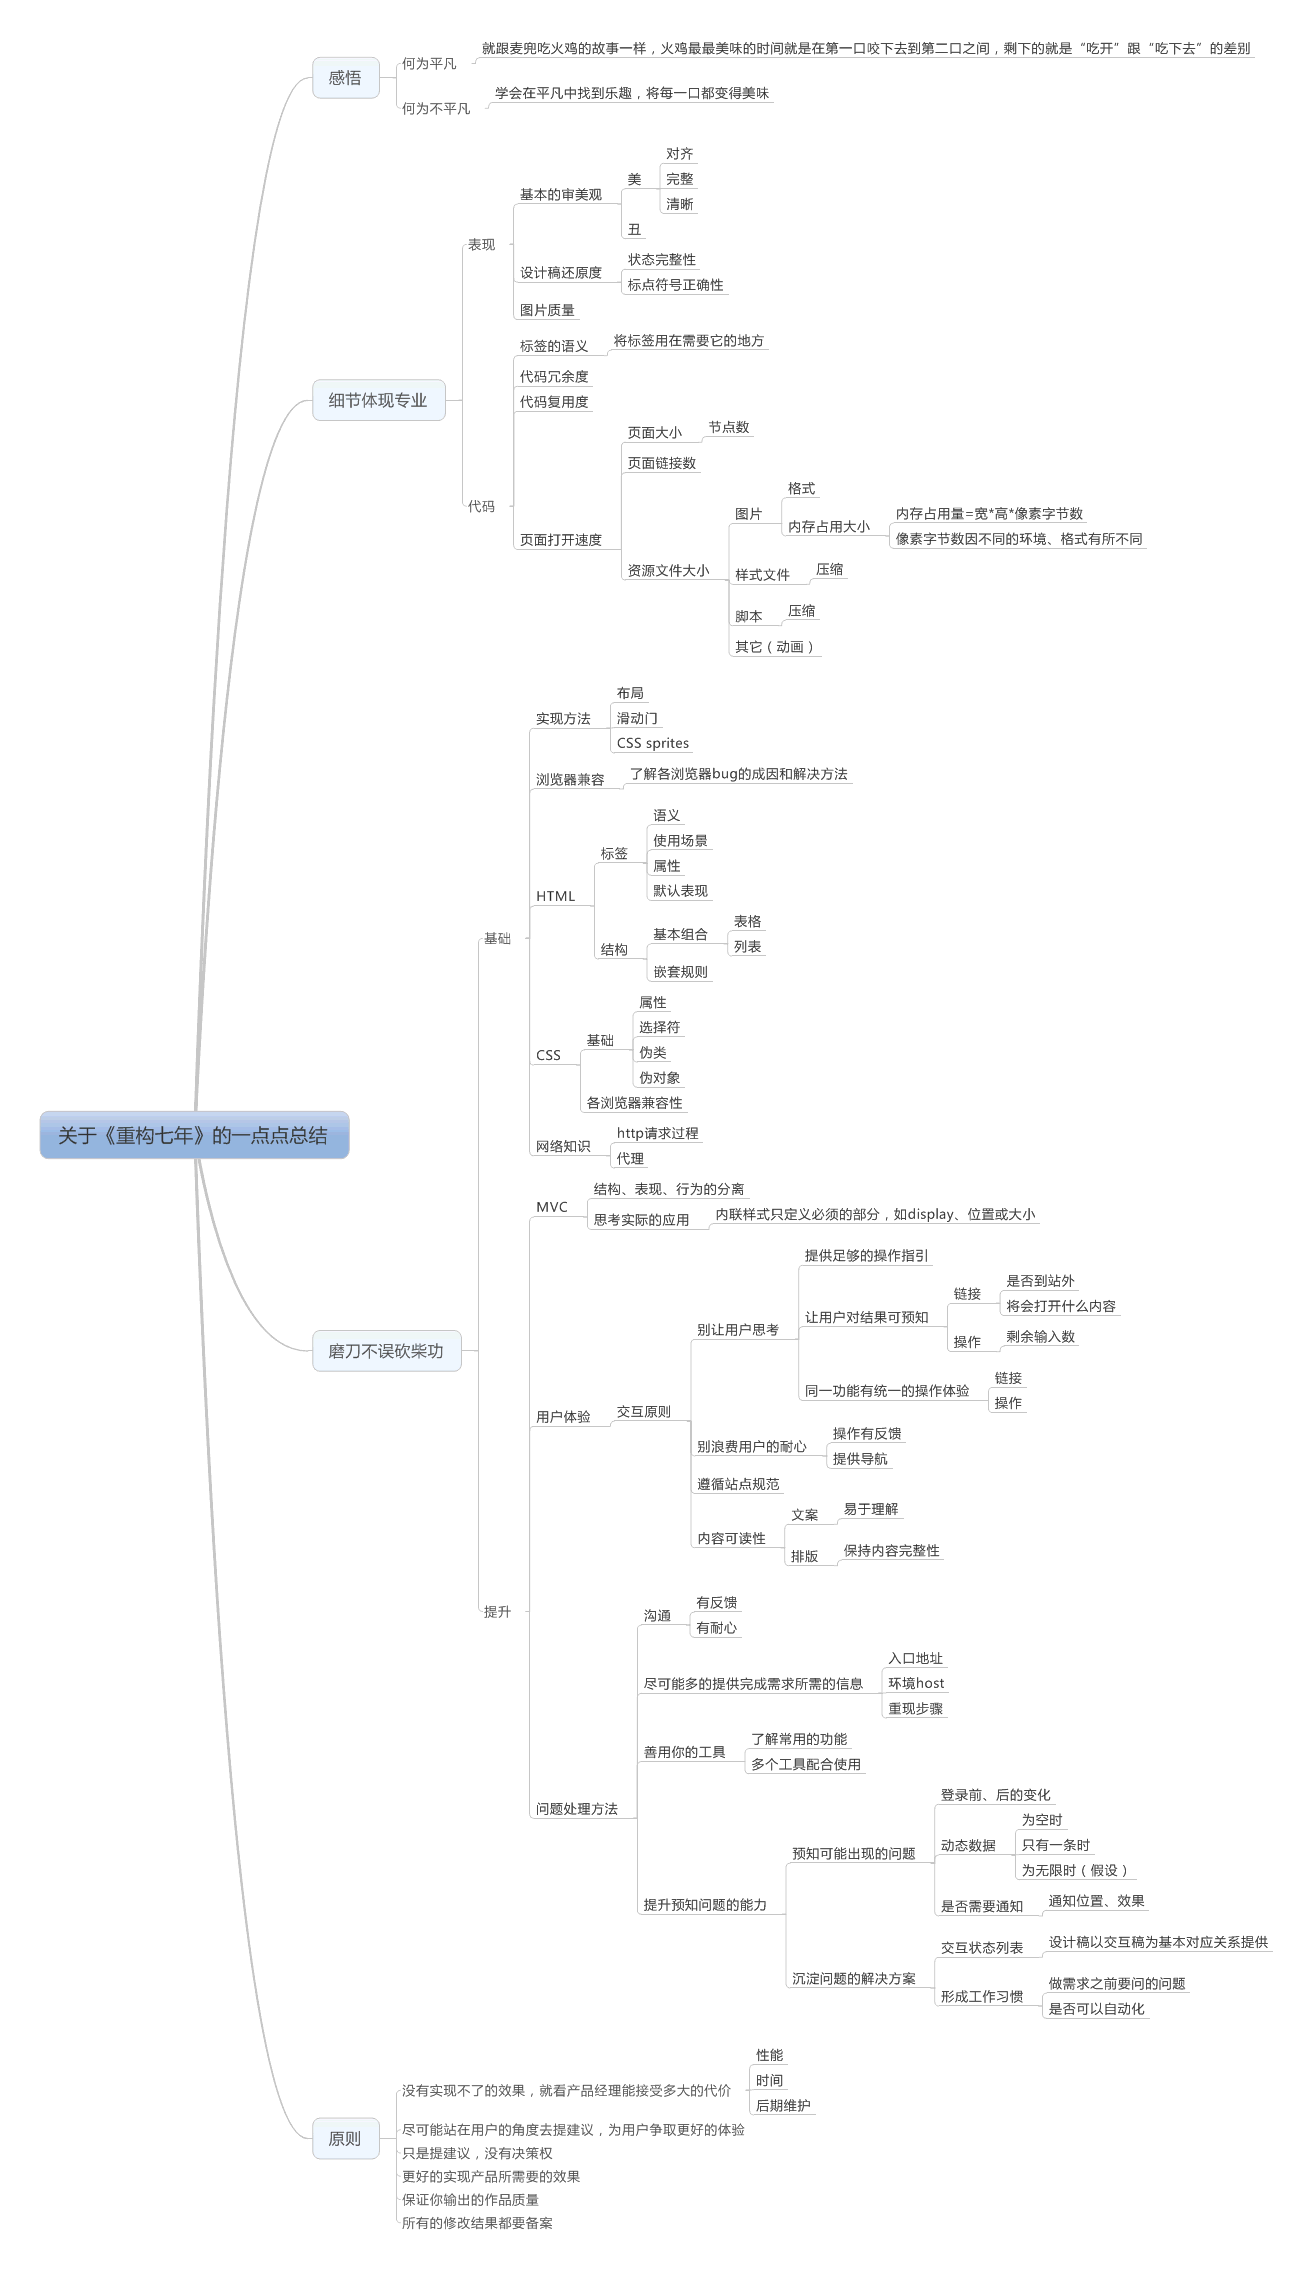 关于《重构七年》的一点点总结
感悟
何为平凡
就跟麦兜吃火鸡的故事一样，火鸡最最美味的时间就是在第一口咬下去到第二口之间，剩下的就是“吃开”跟“吃下去”的差别
何为不平凡
学会在平凡中找到乐趣，将每一口都变得美味
细节体现专业
表现
基本的审美观
美
对齐
完整
清晰
丑
设计稿还原度
状态完整性
标点符号正确性
图片质量
代码
标签的语义
将标签用在需要它的地方
代码冗余度
代码复用度
页面打开速度
页面大小
节点数
页面链接数
资源文件大小
图片
格式
内存占用大小
内存占用量=宽*高*像素字节数
像素字节数因不同的环境、格式有所不同
样式文件
压缩
脚本
压缩
其它（动画）
磨刀不误砍柴功
基础
实现方法
布局
滑动门
CSS sprites
浏览器兼容
了解各浏览器bug的成因和解决方法
HTML
标签
语义
使用场景
属性
默认表现
结构
基本组合
表格
列表
嵌套规则
CSS
基础
属性
选择符
伪类
伪对象
各浏览器兼容性
网络知识
http请求过程
代理
提升
MVC
结构、表现、行为的分离
思考实际的应用
内联样式只定义必须的部分，如display、位置或大小
用户体验
交互原则
别让用户思考
提供足够的操作指引
让用户对结果可预知
链接
是否到站外
将会打开什么内容
操作
剩余输入数
同一功能有统一的操作体验
链接
操作
别浪费用户的耐心
操作有反馈
提供导航
遵循站点规范
内容可读性
文案
易于理解
排版
保持内容完整性
问题处理方法
沟通
有反馈
有耐心
尽可能多的提供完成需求所需的信息
入口地址
环境host
重现步骤
善用你的工具
了解常用的功能
多个工具配合使用
提升预知问题的能力
预知可能出现的问题
登录前、后的变化
动态数据
为空时
只有一条时
为无限时（假设）
是否需要通知
通知位置、效果
沉淀问题的解决方案
交互状态列表
设计稿以交互稿为基本对应关系提供
形成工作习惯
做需求之前要问的问题
是否可以自动化
原则
没有实现不了的效果，就看产品经理能接受多大的代价
性能
时间
后期维护
尽可能站在用户的角度去提建议，为用户争取更好的体验
只是提建议，没有决策权
更好的实现产品所需要的效果
保证你输出的作品质量
所有的修改结果都要备案